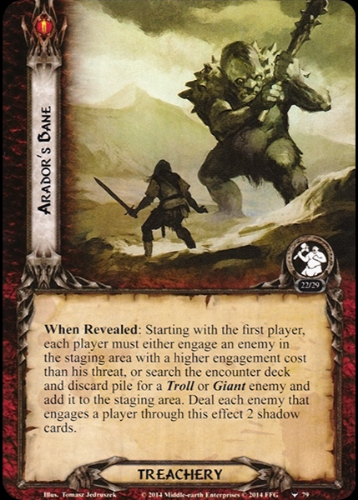 ARADOR'S BANE
22/29
When Revealed: Starting with the first player,
each player must either engage an enemy in
the staging area with a higher engagement cost
than his threat, or search the encounter deck
and discard pile for a Troll or Giant enemy and
add it to the staging area. Deal each enemy that
engages a player through this effect 2 shadow
cards.
TREACHERY
Illus. Tomasz Jedruszek © 2014 Middle-earth Enterprises © 2014 FFG 79